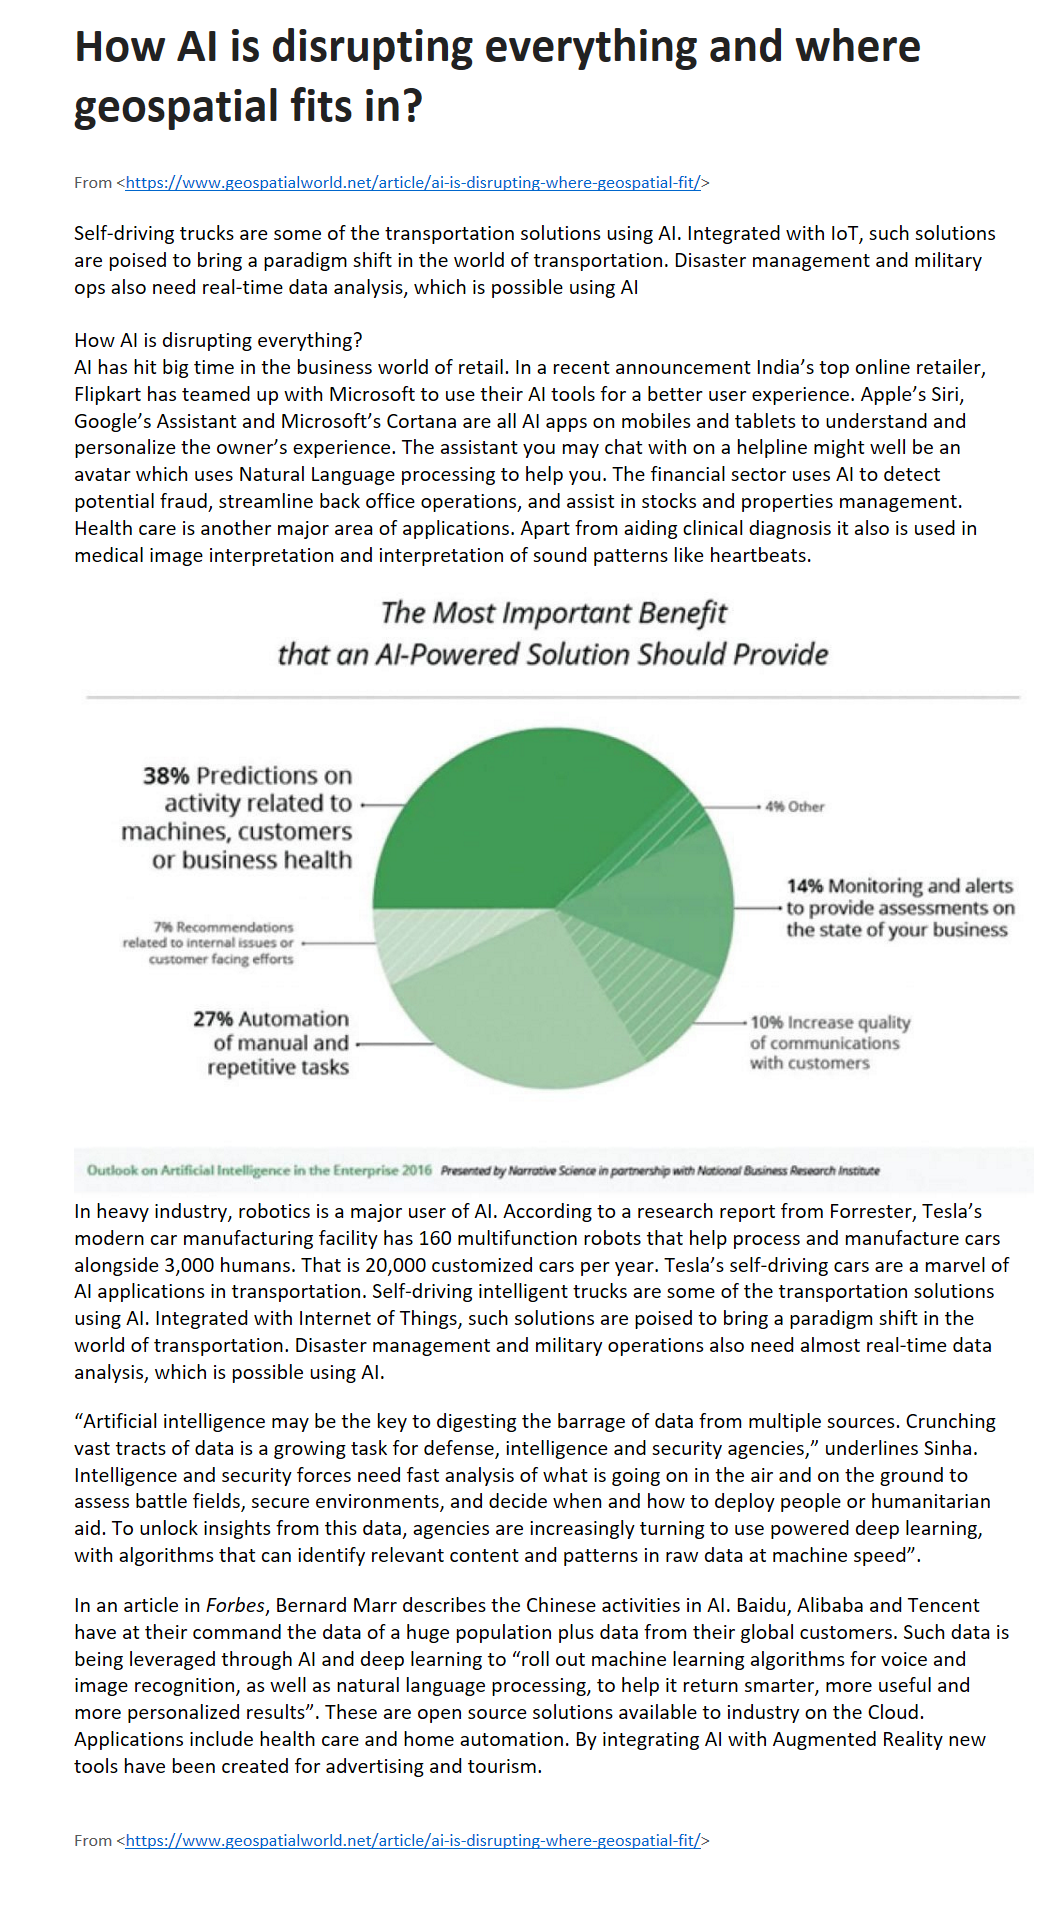 How AI is disrupting everything and where
geospatial fits in?
From <https://www.geospatialworld.net/article/ai-is-disrupting-where-geospatial-fit/>
Self-driving trucks are some of the transportation solutions using AI. Integrated with IoT, such solutions
are poised to bring a paradigm shift in the world of transportation. Disaster management and military
ops also need real-time data analysis, which is possible using AI
How AI is disrupting everything?
AI has hit big time in the business world of retail. In a recent announcement India’s top online retailer,
Flipkart has teamed up with Microsoft to use their AI tools for a better user experience. Apple’s Siri,
Google’s Assistant and Microsoft’s Cortana are all AI apps on mobiles and tablets to understand and
personalize the owner’s experience. The assistant you may chat with on a helpline might well be an
avatar which uses Natural Language processing to help you. The financial sector uses AI to detect
potential fraud, streamline back office operations, and assist in stocks and properties management.
Health care is another major area of applications. Apart from aiding clinical diagnosis it also is used in
medical image interpretation and interpretation of sound patterns like heartbeats.
The Most Important Benefit
that an AI-Powered Solution Should Provide
38% Predictions on
activity related to
machines, customers
or business health
4% Other
14% Monitoring and alerts
to provide assessments on
the state of your business
7% Recommendations
related to internal issues or
customer facing efforts
27% Automation
of manual and
repetitive tasks
10% Increase quality
of communications
with customers
Outlook on Artificial Intelligence in the Enterprise 2016 Presented by Narrative Science in partnership with National Business Research Institute
In heavy industry, robotics is a major user of AI. According to a research report from Forrester, Tesla’s
modern car manufacturing facility has 160 multifunction robots that help process and manufacture cars
alongside 3,000 humans. That is 20,000 customized cars per year. Tesla’s self-driving cars are a marvel of
AI applications in transportation. Self-driving intelligent trucks are some of the transportation solutions
using AI. Integrated with Internet of Things, such solutions are poised to bring a paradigm shift in the
world of transportation. Disaster management and military operations also need almost real-time data
analysis, which is possible using AI.
“Artificial intelligence may be the key to digesting the barrage of data from multiple sources. Crunching
vast tracts of data is a growing task for defense, intelligence and security agencies,” underlines Sinha.
Intelligence and security forces need fast analysis of what is going on in the air and on the ground to
assess battle fields, secure environments, and decide when and how to deploy people or humanitarian
aid. To unlock insights from this data, agencies are increasingly turning to use powered deep learning,
with algorithms that can identify relevant content and patterns in raw data at machine speed”.
In an article in Forbes, Bernard Marr describes the Chinese activities in AI. Baidu, Alibaba and Tencent
have at their command the data of a huge population plus data from their global customers. Such data is
being leveraged through AI and deep learning to “roll out machine learning algorithms for voice and
image recognition, as well as natural language processing, to help it return smarter, more useful and
more personalized results”. These are open source solutions available to industry on the Cloud.
Applications include health care and home automation. By integrating AI with Augmented Reality new
tools have been created for advertising and tourism.
From <https://www.geospatialworld.net/article/ai-is-disrupting-where-geospatial-fit/>